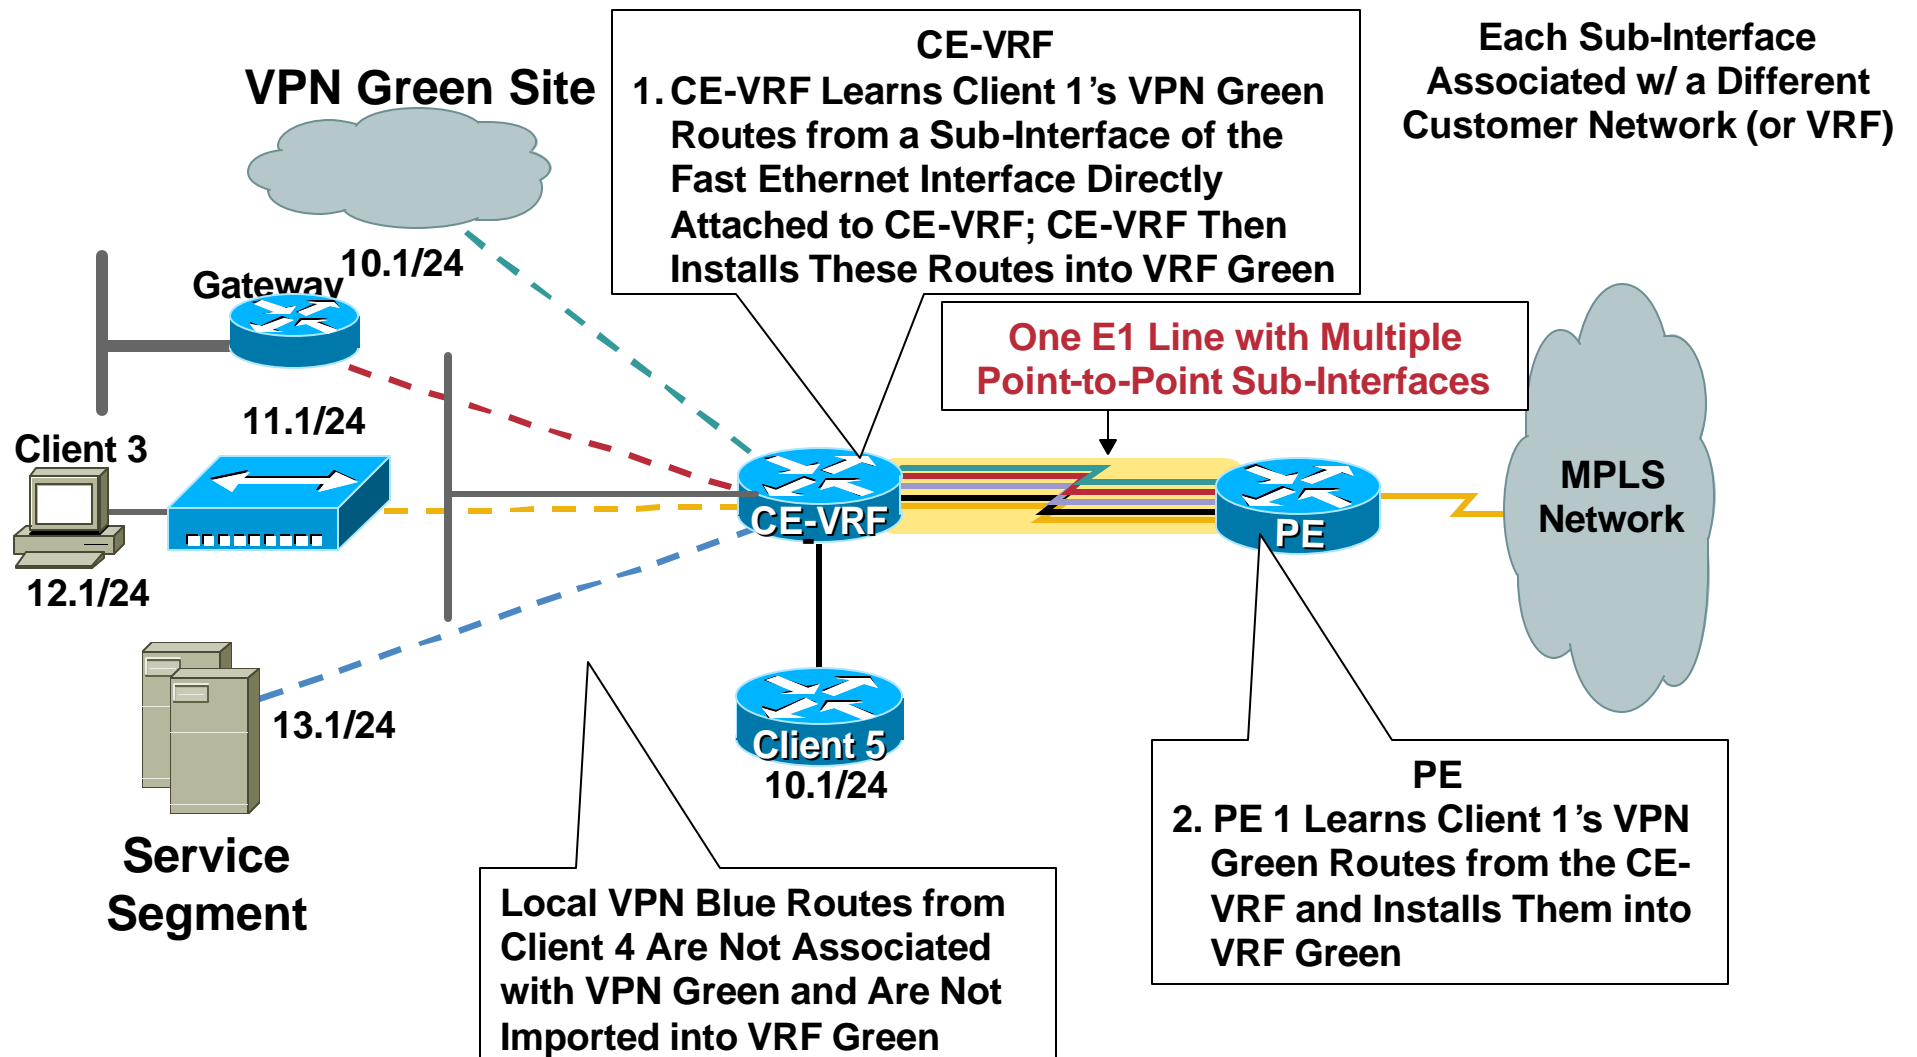 CE-VRF
1. CE-VRF Learns Client 1’s VPN Green
Routes from a Sub-Interface of the
Fast Ethernet Interface Directly
Attached to CE-VRF; CE-VRF Then
Installs These Routes into VRF Green
Each Sub-Interface
Associated w/ a Different
Customer Network (or VRF)
VPN Green Site
10.1/24
Gateway
One E1 Line with Multiple
Point-to-Point Sub-Interfaces
11.1/24
Client 3
12.1/24
CE-VRF
PE
MPLS
Network
13.1/24
Client 5
10.1/24
Service
Segment
Local VPN Blue Routes from
Client 4 Are Not Associated
with VPN Green and Are Not
Imported into VRF Green
PE
2. PE 1 Learns Client 1’s VPN
Green Routes from the CE-
VRF and Installs Them into
VRF Green